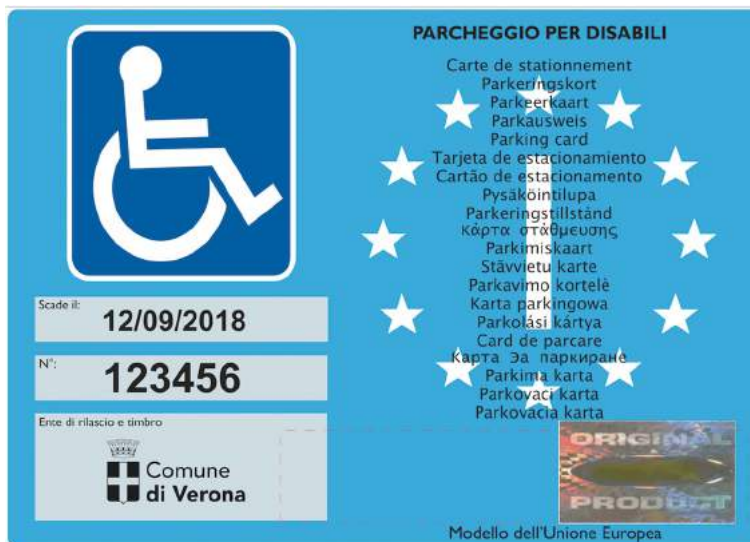 PARCHEGGIO PER DISABILI
Carte de stationnement
Parkeringskort
Parkeerkaart
Parkausweis
Parking card
Tarjeta de estacionamiento
Cartão de estacionamento
Pysäköintilupa
Parkeringstillstånd
κάρτα στάθμευσης
Parkimiskaart
Stāvvietu karte
Parkavimo kortelė
Karta parkingowa
Parkolási kártya
Card de parcare
Карта Эа паркиране
Parkima karta
Parkovací karta
Parkovacia karta
Scade il:
12/09/2018
N°:
123456
Ente di rilascio e timbro
Comune
di Verona
ORIGINAL
PRODUCT
Modello dell'Unione Europea